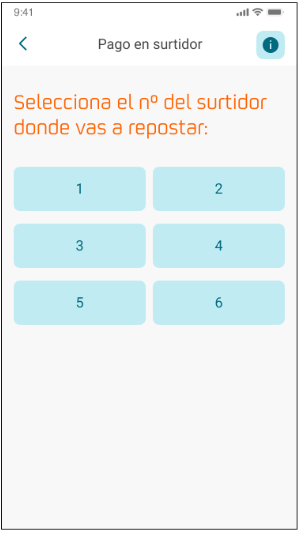 9:41
Pago en surtidor
Selecciona el nº del surtidor
donde vas a repostar:
1 2
3 4
5 6